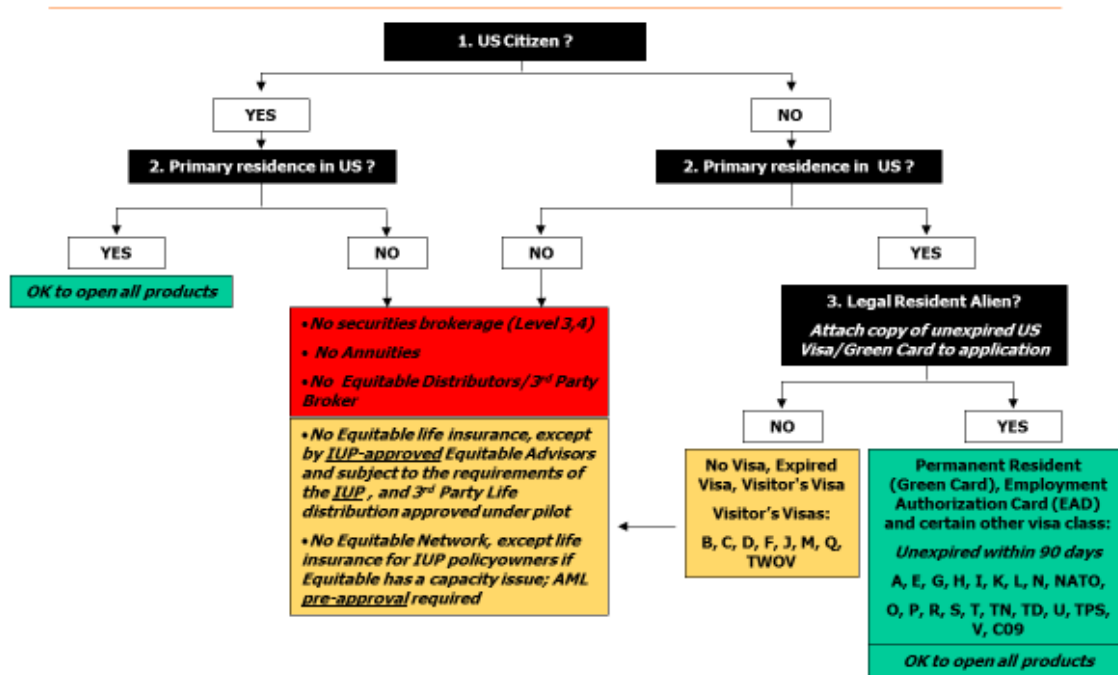 1. US Citizen ?
YES
NO
2. Primary residence in US ?
2. Primary residence in US ?
YES
NO
NO
YES
OK to open all products
•No securities brokerage (Level 3,4)
• No Annuities
•No Equitable Distributors/3rd Party
Broker
•No Equitable life insurance, except
by IUP-approved Equitable Advisors
and subject to the requirements of
the IUP , and 3rd Party Life
distribution approved under pilot
•No Equitable Network, except life
insurance for IUP policyowners if
Equitable has a capacity issue; AML
pre-approval required
3. Legal Resident Alien?
Attach copy of unexpired US
Visa/Green Card to application
NO
YES
No Visa, Expired
Visa, Visitor's Visa
Visitor's Visas:
B, C, D, F, J, M, Q,
TWOV
Permanent Resident
(Green Card), Employment
Authorization Card (EAD)
and certain other visa class:
Unexpired within 90 days
A, E, G, H, I, K, L, N, NATO,
O, P, R, S, T, TN, TD, U, TPS,
V, C09
OK to open all products